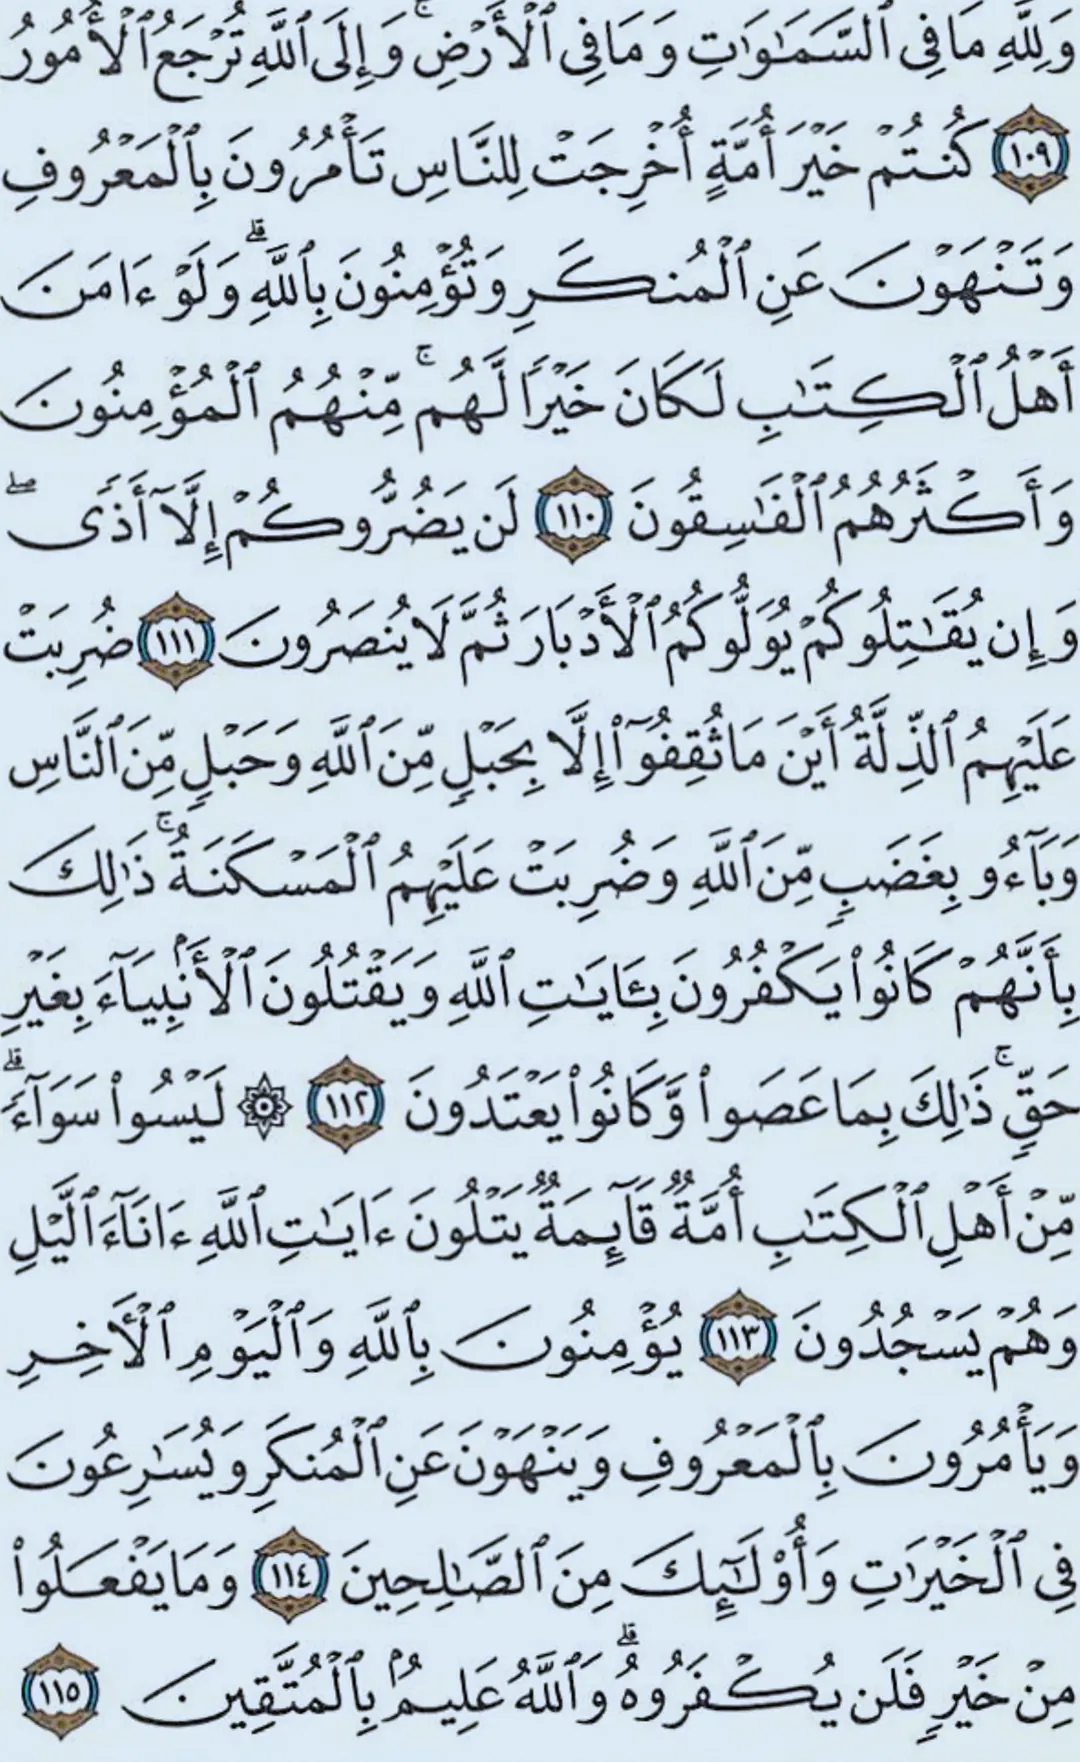 وَلِلَّهِ مَا فِي ٱلسَّمَٰوَٰتِ وَمَا فِي ٱلْأَرْضِ ۚ وَإِلَى ٱللَّهِ تُرْجَعُ ٱلْأُمُورُ
١٠٩ كُنتُمْ خَيْرَ أُمَّةٍ أُخْرِجَتْ لِلنَّاسِ تَأْمُرُونَ بِٱلْمَعْرُوفِ
وَتَنْهَوْنَ عَنِ ٱلْمُنكَرِ وَتُؤْمِنُونَ بِٱللَّهِ ۗ وَلَوْ ءَامَنَ
أَهْلُ ٱلْكِتَٰبِ لَكَانَ خَيْرًا لَّهُم ۚ مِّنْهُمُ ٱلْمُؤْمِنُونَ
وَأَكْثَرُهُمُ ٱلْفَٰسِقُونَ ١١٠ لَن يَضُرُّوكُمْ إِلَّآ أَذًى ۖ
وَإِن يُقَٰتِلُوكُمْ يُوَلُّوكُمُ ٱلْأَدْبَارَ ثُمَّ لَا يُنصَرُونَ ١١١ ضُرِبَتْ
عَلَيْهِمُ ٱلذِّلَّةُ أَيْنَ مَا ثُقِفُوٓا۟ إِلَّا بِحَبْلٍ مِّنَ ٱللَّهِ وَحَبْلٍ مِّنَ ٱلنَّاسِ
وَبَآءُو بِغَضَبٍ مِّنَ ٱللَّهِ وَضُرِبَتْ عَلَيْهِمُ ٱلْمَسْكَنَةُ ۚ ذَٰلِكَ
بِأَنَّهُمْ كَانُوا۟ يَكْفُرُونَ بِـَٔايَٰتِ ٱللَّهِ وَيَقْتُلُونَ ٱلْأَنۢبِيَآءَ بِغَيْرِ
حَقٍّ ۚ ذَٰلِكَ بِمَا عَصَوا۟ وَّكَانُوا۟ يَعْتَدُونَ ١١٢ ۞ لَيْسُوا۟ سَوَآءً ۗ
مِّنْ أَهْلِ ٱلْكِتَٰبِ أُمَّةٌ قَآئِمَةٌ يَتْلُونَ ءَايَٰتِ ٱللَّهِ ءَانَآءَ ٱلَّيْلِ
وَهُمْ يَسْجُدُونَ ١١٣ يُؤْمِنُونَ بِٱللَّهِ وَٱلْيَوْمِ ٱلْأَخِرِ
وَيَأْمُرُونَ بِٱلْمَعْرُوفِ وَيَنْهَوْنَ عَنِ ٱلْمُنكَرِ وَيُسَٰرِعُونَ
فِي ٱلْخَيْرَٰتِ وَأُو۟لَٰٓئِكَ مِنَ ٱلصَّٰلِحِينَ ١١٤ وَمَا يَفْعَلُوا۟
مِنْ خَيْرٍ فَلَن يُكْفَرُوهُ ۗ وَٱللَّهُ عَلِيمٌۢ بِٱلْمُتَّقِينَ ١١٥